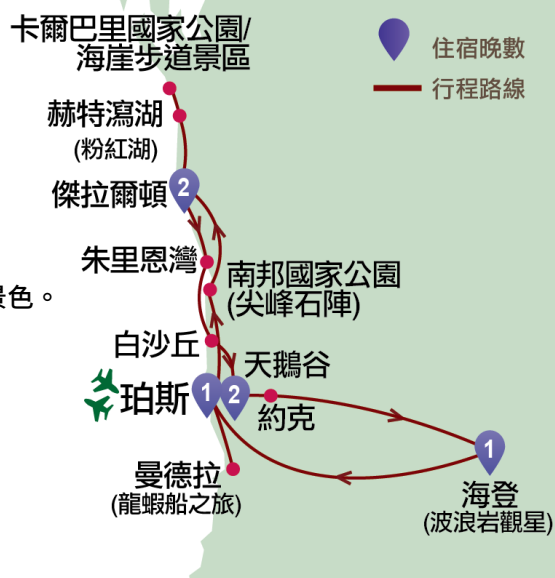 卡爾巴里國家公園/
海崖步道景區
住宿晚數
行程路線
赫特瀉湖
(粉紅湖)
傑拉爾頓
2
朱里恩灣
南邦國家公園
(尖峰石陣)
景色。
白沙丘
天鵝谷
珀斯
1
2
約克
1
曼德拉
(龍蝦船之旅)
海登
(波浪岩觀星)